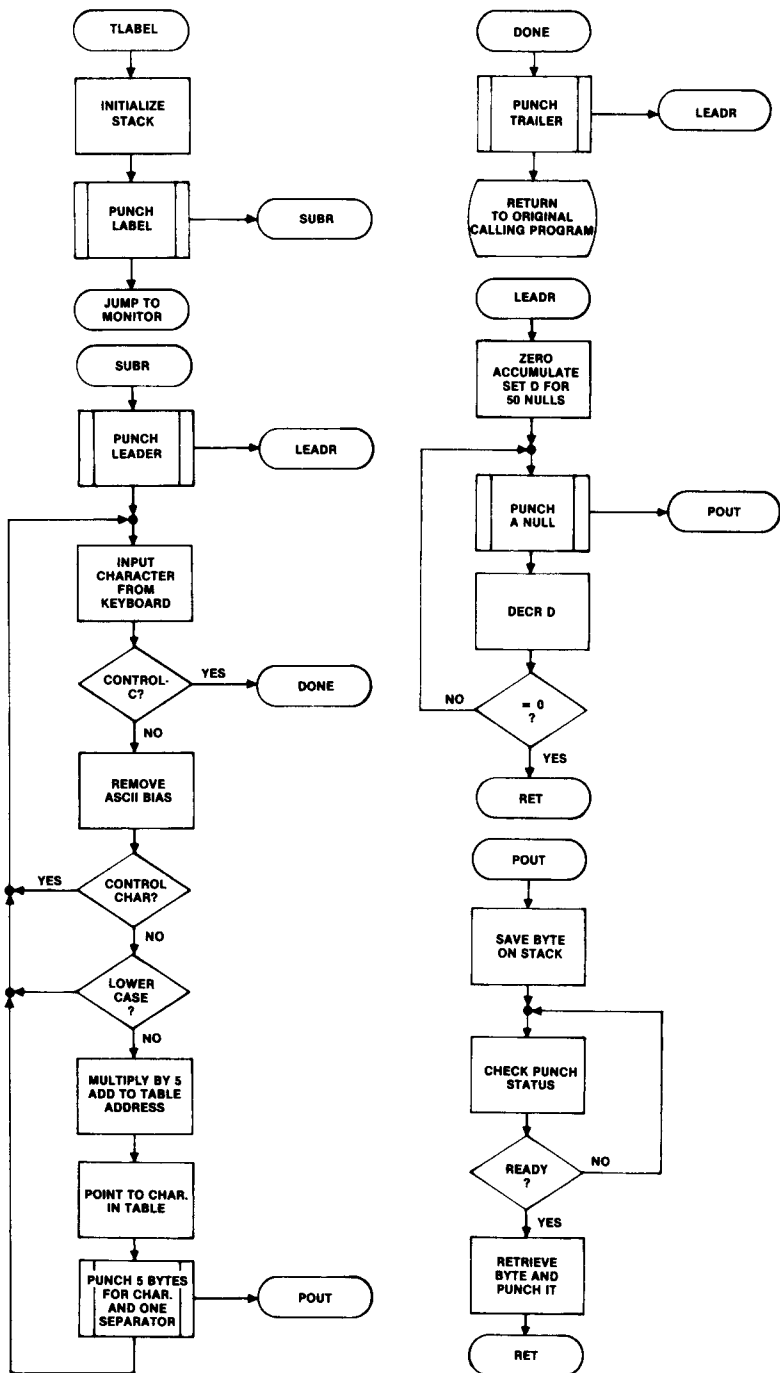 TLABEL
INITIALIZE
STACK
PUNCH
LABEL
SUBR
JUMP TO
MONITOR
SUBR
PUNCH
LEADER
LEADR
INPUT
CHARACTER
FROM
KEYBOARD
CONTROL-
C?
YES
DONE
NO
REMOVE
ASCII BIAS
CONTROL
CHAR?
YES
NO
LOWER
CASE
?
NO
MULTIPLY BY 5
ADD TO TABLE
ADDRESS
POINT TO CHAR.
IN TABLE
PUNCH 5 BYTES
FOR CHAR.
AND ONE
SEPARATOR
POUT
DONE
PUNCH
TRAILER
LEADR
RETURN
TO ORIGINAL
CALLING PROGRAM
LEADR
ZERO
ACCUMULATE
SET D FOR
50 NULLS
PUNCH
A NULL
POUT
DECR D
= 0
?
NO
YES
RET
POUT
SAVE BYTE
ON STACK
CHECK PUNCH
STATUS
READY
?
NO
YES
RETRIEVE
BYTE AND
PUNCH IT
RET